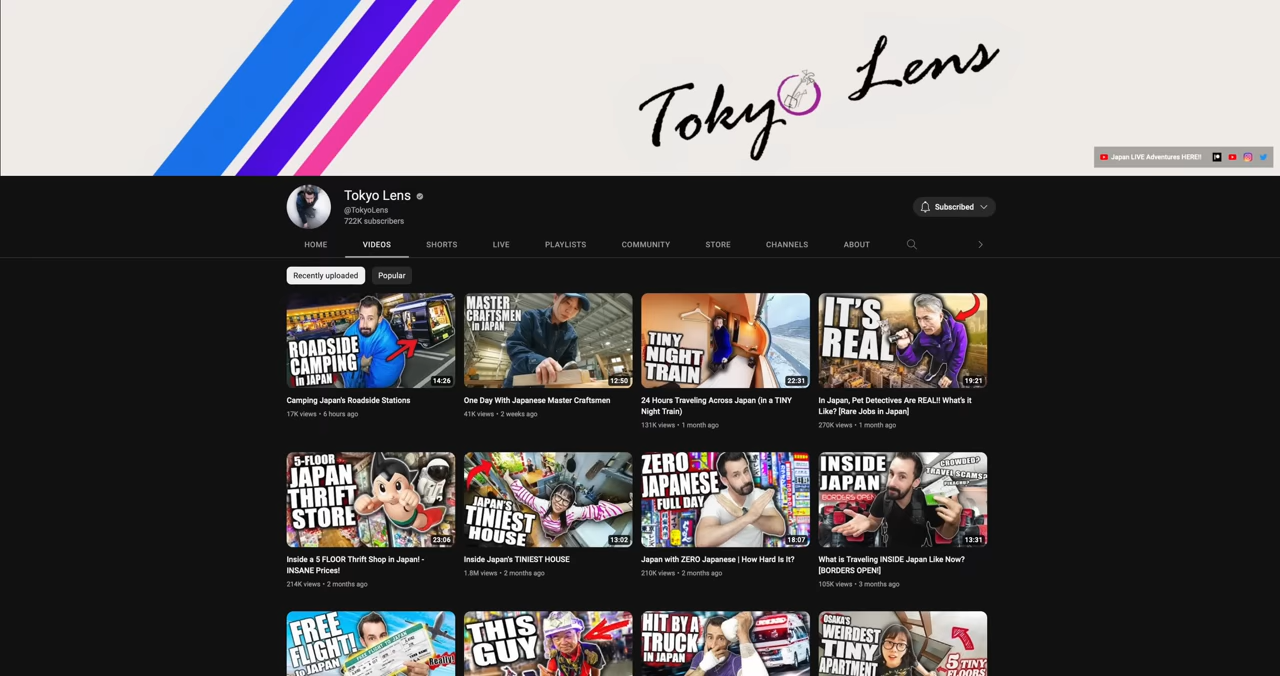 Tokyo Lens
Japan LIVE Adventures HERE!!
Tokyo Lens
@TokyoLens
722K subscribers
Subscribed
HOME
VIDEOS
SHORTS
LIVE
PLAYLISTS
COMMUNITY
STORE
CHANNELS
ABOUT
Recently uploaded
Popular
ROADSIDE
CAMPING
in JAPAN
14:26
MASTER
CRAFTSMEN
in JAPAN
12:50
TINY
NIGHT
TRAIN
22:31
IT'S
REAL
19:21
Camping Japan's Roadside Stations
17K views • 6 hours ago
One Day With Japanese Master Craftsmen
41K views • 2 weeks ago
24 Hours Traveling Across Japan (in a TINY
Night Train)
131K views • 1 month ago
In Japan, Pet Detectives Are REAL!! What's it
Like? [Rare Jobs in Japan]
270K views • 1 month ago
5-FLOOR
JAPAN
THRIFT
STORE
23:06
JAPAN'S
TINIEST
HOUSE
13:02
ZERO
JAPANESE
FULL DAY
18:07
INSIDE
JAPAN
BORDERS OPEN!
CROWDED?
TRAVEL SCAMS?
13:31
Inside a 5 FLOOR Thrift Shop in Japan! -
INSANE Prices!
214K views • 2 months ago
Inside Japan's TINIEST HOUSE
1.8M views • 2 months ago
Japan with ZERO Japanese | How Hard Is It?
210K views • 2 months ago
What is Traveling INSIDE Japan Like Now?
[BORDERS OPEN!]
105K views • 3 months ago
FREE
FLIGHT!
to JAPAN
FREE FLIGHT TO JAPAN
Really!
THIS
GUY
HIT BY A
TRUCK
IN JAPAN
OSAKA'S
WEIRDEST
TINY
APARTMENT
5 TINY
FLOORS